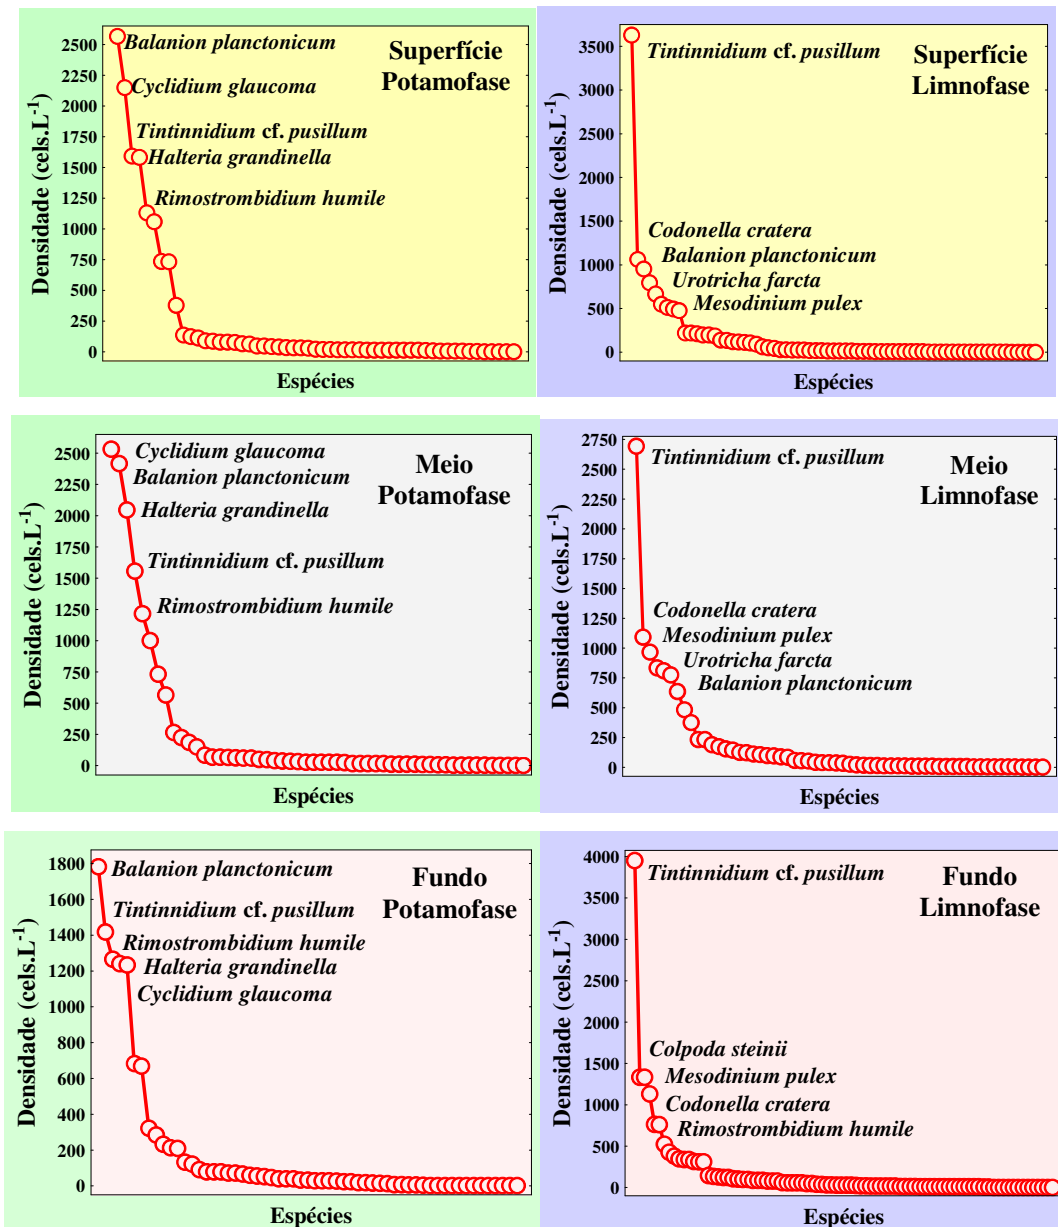 Superfície
Potamofase
Densidade (cels.L-1)
2500
2250
2000
1750
1500
1250
1000
750
500
250
0
Balanion planctonicum
Cyclidium glaucoma
Tintinnidium cf. pusillum
Halteria grandinella
Rimostrombidium humile
Espécies
Superfície
Limnofase
Densidade (cels.L-1)
3500
3000
2500
2000
1500
1000
500
0
Tintinnidium cf. pusillum
Codonella cratera
Balanion planctonicum
Urotricha farcta
Mesodinium pulex
Espécies
Meio
Potamofase
Densidade (cels.L-1)
2500
2250
2000
1750
1500
1250
1000
750
500
250
0
Cyclidium glaucoma
Balanion planctonicum
Halteria grandinella
Tintinnidium cf. pusillum
Rimostrombidium humile
Espécies
Meio
Limnofase
Densidade (cels.L-1)
2750
2500
2250
2000
1750
1500
1250
1000
750
500
250
0
Tintinnidium cf. pusillum
Codonella cratera
Mesodinium pulex
Urotricha farcta
Balanion planctonicum
Espécies
Fundo
Potamofase
Densidade (cels.L-1)
1800
1600
1400
1200
1000
800
600
400
200
0
Balanion planctonicum
Tintinnidium cf. pusillum
Rimostrombidium humile
Halteria grandinella
Cyclidium glaucoma
Espécies
Fundo
Limnofase
Densidade (cels.L-1)
4000
3500
3000
2500
2000
1500
1000
500
0
Tintinnidium cf. pusillum
Colpoda steinii
Mesodinium pulex
Codonella cratera
Rimostrombidium humile
Espécies